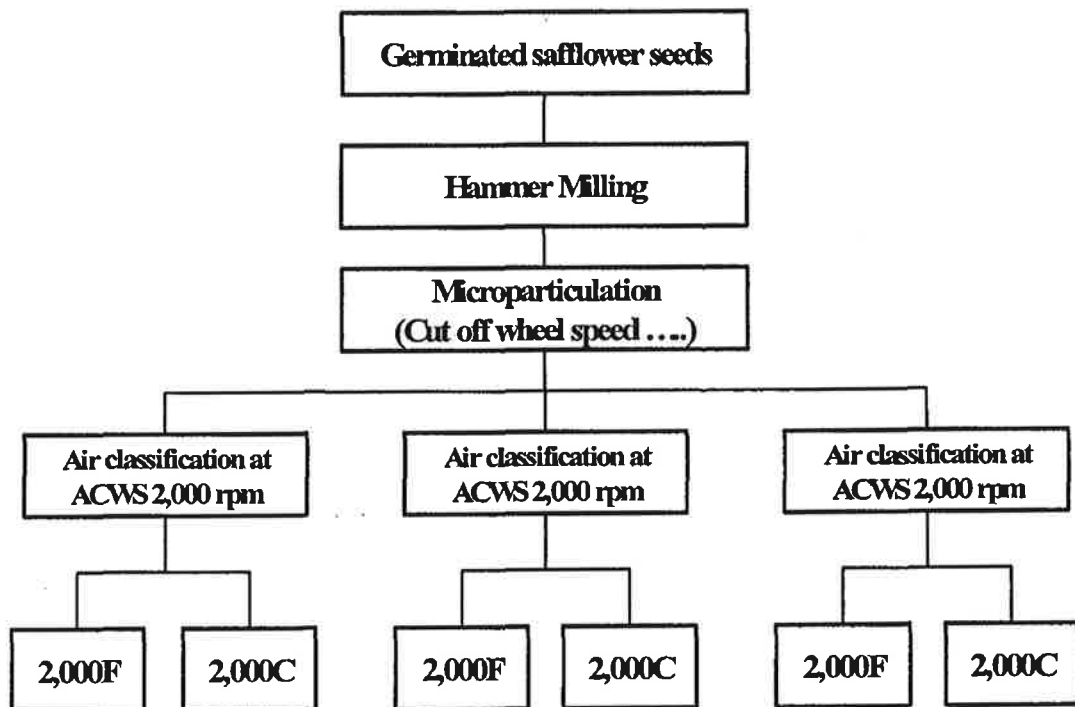 Germinated safflower seeds
Hammer Milling
Microparticulation
(Cut off wheel speed …..)
Air classification at
ACWS 2,000 rpm
Air classification at
ACWS 2,000 rpm
Air classification at
ACWS 2,000 rpm
2,000F
2,000C
2,000F
2,000C
2,000F
2,000C